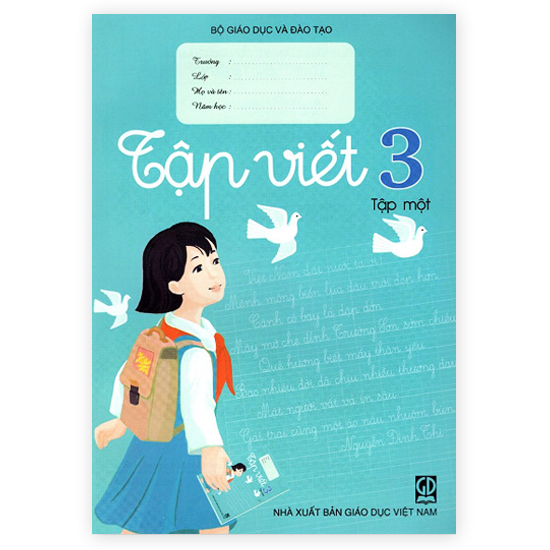 BỘ GIÁO DỤC VÀ ĐÀO TẠO
Trường :
Lớp :
Họ và tên :
Năm học :
Tập viết 3
Tập một
Việt Nam đất nước ta ơi
Mênh mông biển lúa đâu trời đẹp hơn
Cánh cò bay lả dập dờn
Mây mờ che đỉnh Trường Sơn sớm chiều
Quê hương biết mấy thân yêu
Bao nhiêu đời đã chịu nhiều thương đau
Mặt người vất vả in sâu
Gái trai cũng một áo nâu nhuộm bùn
Nguyễn Đình Thi
Tập viết 3
GD
NHÀ XUẤT BẢN GIÁO DỤC VIỆT NAM